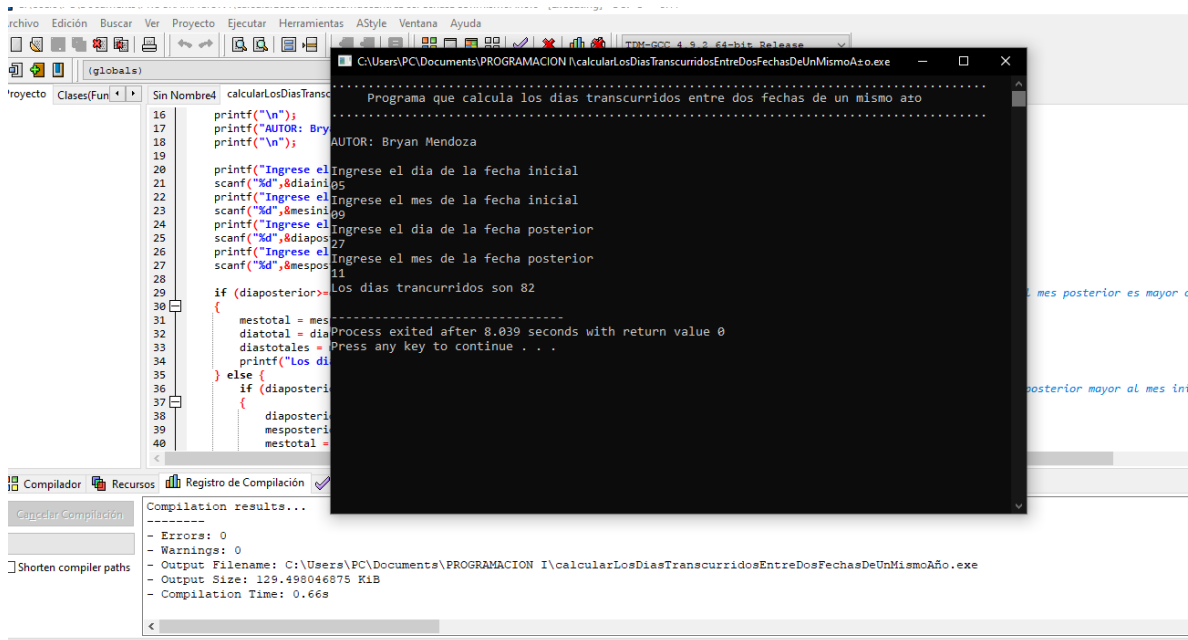 Edición Buscar Ver Proyecto Ejecutar Herramientas AStyle Ventana Ayuda
TDM-GCC 4.9.2 64-bit Release
(globals)
Clases(Fun
Sin Nombre4 calcularLosDiasTransc
16 printf("\n");
17 printf("AUTOR: Bry
18 printf("\n");
19
20 printf("Ingrese el
21 scanf("%d",&diaini
22 printf("Ingrese el
23 scanf("%d",&mesini
24 printf("Ingrese el
25 scanf("%d",&diapos
26 printf("Ingrese el
27 scanf("%d",&mespos
28
29 if (diaposterior>= l mes posterior es mayor
30 {
31 mestotal = mes
32 diatotal = dia
33 diastotales =
34 printf("Los di
35 } else {
36 if (diaposteri posterior mayor al mes
37 {
38 diaposteri
39 mesposteri
40 mestotal =
C:\Users\PC\Documents\PROGRAMACION I\calcularLosDiasTranscurridosEntreDosFechasDeUnMismoA±o.exe
Programa que calcula los dias transcurridos entre dos fechas de un mismo a±o
AUTOR: Bryan Mendoza
Ingrese el dia de la fecha inicial
05
Ingrese el mes de la fecha inicial
09
Ingrese el dia de la fecha posterior
27
Ingrese el mes de la fecha posterior
11
Los dias trancurridos son 82
--------------------------------
Process exited after 8.039 seconds with return value 0
Press any key to continue . . .
Compilador Recursos Registro de Compilación
Cancelar Compilación
Shorten compiler paths
Compilation results...
--------
- Errors: 0
- Warnings: 0
- Output Filename: C:\Users\PC\Documents\PROGRAMACION I\calcularLosDiasTranscurridosEntreDosFechasDeUnMismoAño.exe
- Output Size: 129.498046875 KiB
- Compilation Time: 0.66s